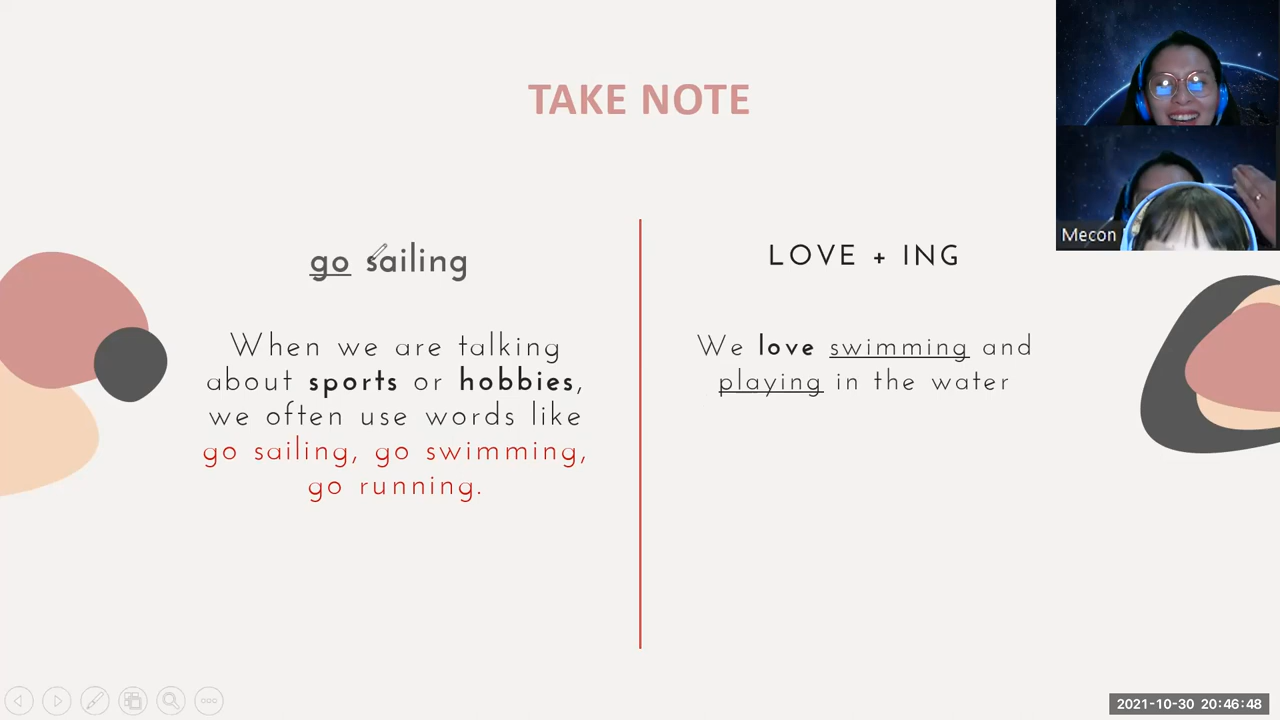 TAKE NOTE
go sailing
When we are talking
about sports or hobbies,
we often use words like
go sailing, go swimming,
go running.
LOVE + ING
We love swimming and
playing in the water
Mecon
2021-10-30 20:46:48